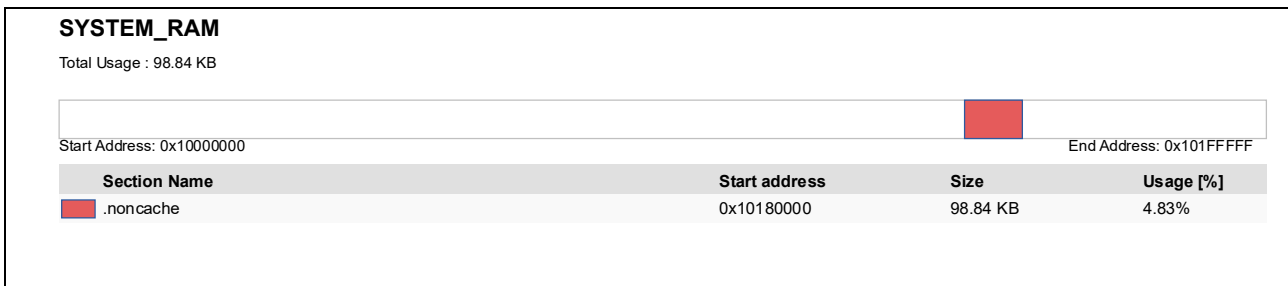 SYSTEM_RAM
Total Usage : 98.84 KB
Start Address: 0x10000000 End Address: 0x101FFFFF
Section Name Start address Size Usage [%]
.noncache 0x10180000 98.84 KB 4.83%